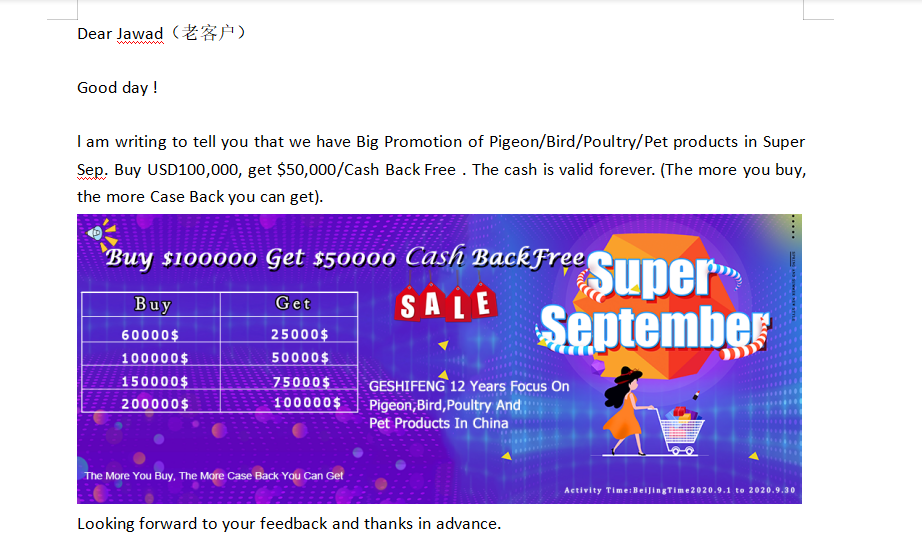 Dear Jawad（老客户）
Good day !
I am writing to tell you that we have Big Promotion of Pigeon/Bird/Poultry/Pet products in Super
Sep. Buy USD100,000, get $50,000/Cash Back Free . The cash is valid forever. (The more you buy,
the more Case Back you can get).
Buy $100000 Get $50000 Cash Back Free
Super
September
SALE
Buy Get
60000$ 25000$
100000$ 50000$
150000$ 75000$
200000$ 100000$
GESHIFENG 12 Years Focus On
Pigeon,Bird,Poultry And
Pet Products In China
The More You Buy, The More Case Back You Can Get
Activity Time:BeiJingTime2020.9.1 to 2020.9.30
Looking forward to your feedback and thanks in advance.